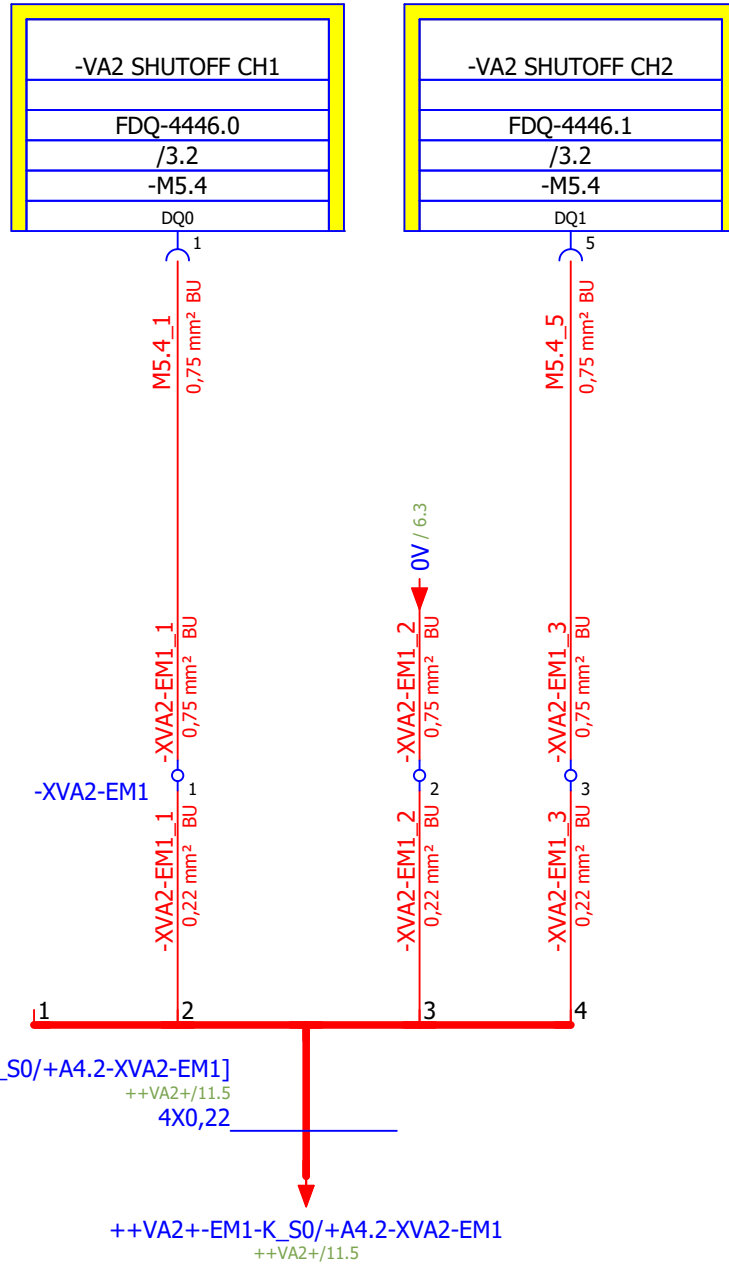 -VA2 SHUTOFF CH1
FDQ-4446.0
/3.2
-M5.4
DQ0
1
-VA2 SHUTOFF CH2
FDQ-4446.1
/3.2
-M5.4
DQ1
5
M5.4_1
0,75 mm² BU
M5.4_5
0,75 mm² BU
0V / 6.3
-XVA2-EM1_1
0,75 mm² BU
-XVA2-EM1_2
0,75 mm² BU
-XVA2-EM1_3
0,75 mm² BU
-XVA2-EM1
1
2
3
-XVA2-EM1_1
0,22 mm² BU
-XVA2-EM1_2
0,22 mm² BU
-XVA2-EM1_3
0,22 mm² BU
1
2
3
4
_S0/+A4.2-XVA2-EM1]
++VA2+/11.5
4X0,22
++VA2+-EM1-K_S0/+A4.2-XVA2-EM1
++VA2+/11.5